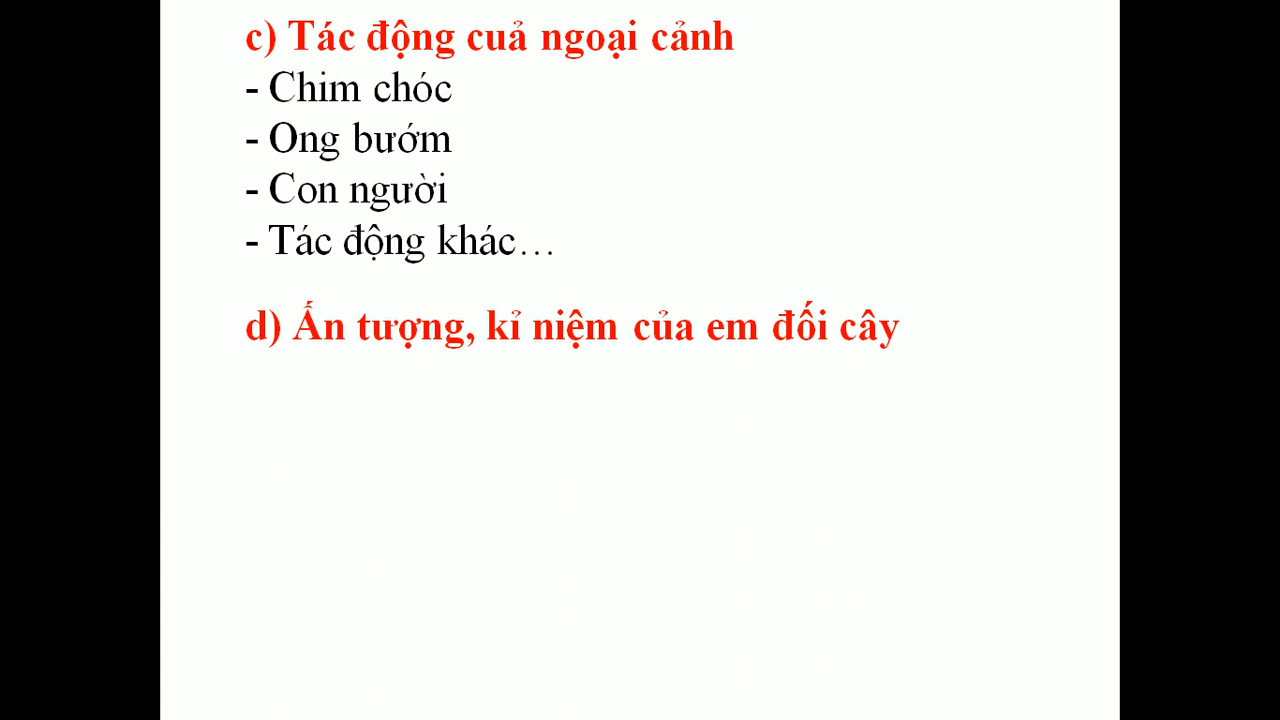 c) Tác động cuả ngoại cảnh
- Chim chóc
- Ong bướm
- Con người
- Tác động khác…
d) Ấn tượng, kỉ niệm của em đối cây